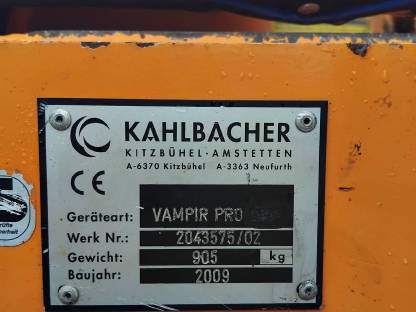 KAHLBACHER
KITZBÜHEL · AMSTETTEN
A-6370 Kitzbühel A-3363 Neufurth
CE
Geräteart: VAMPIR PRO
Werk Nr.: 2043575/02
Gewicht: 905 kg
Baujahr: 2009